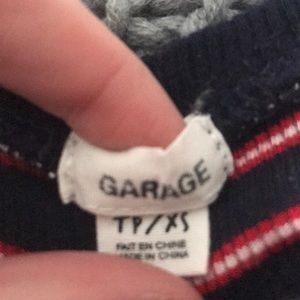 GARAGE
TP/XS
FAIT EN CHINE
MADE IN CHINA